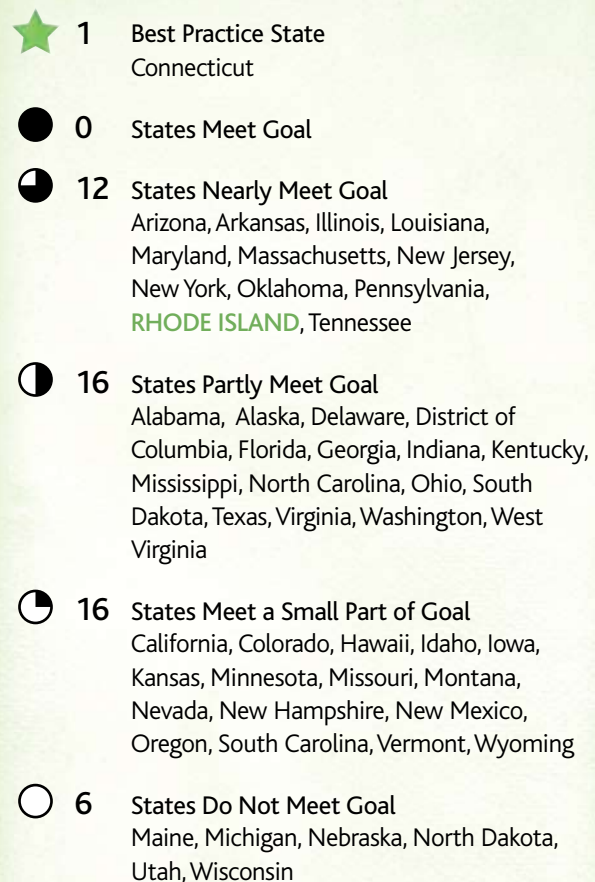 1 Best Practice State
Connecticut
0 States Meet Goal
12 States Nearly Meet Goal
Arizona, Arkansas, Illinois, Louisiana,
Maryland, Massachusetts, New Jersey,
New York, Oklahoma, Pennsylvania,
RHODE ISLAND, Tennessee
16 States Partly Meet Goal
Alabama, Alaska, Delaware, District of
Columbia, Florida, Georgia, Indiana, Kentucky,
Mississippi, North Carolina, Ohio, South
Dakota, Texas, Virginia, Washington, West
Virginia
16 States Meet a Small Part of Goal
California, Colorado, Hawaii, Idaho, Iowa,
Kansas, Minnesota, Missouri, Montana,
Nevada, New Hampshire, New Mexico,
Oregon, South Carolina, Vermont, Wyoming
6 States Do Not Meet Goal
Maine, Michigan, Nebraska, North Dakota,
Utah, Wisconsin